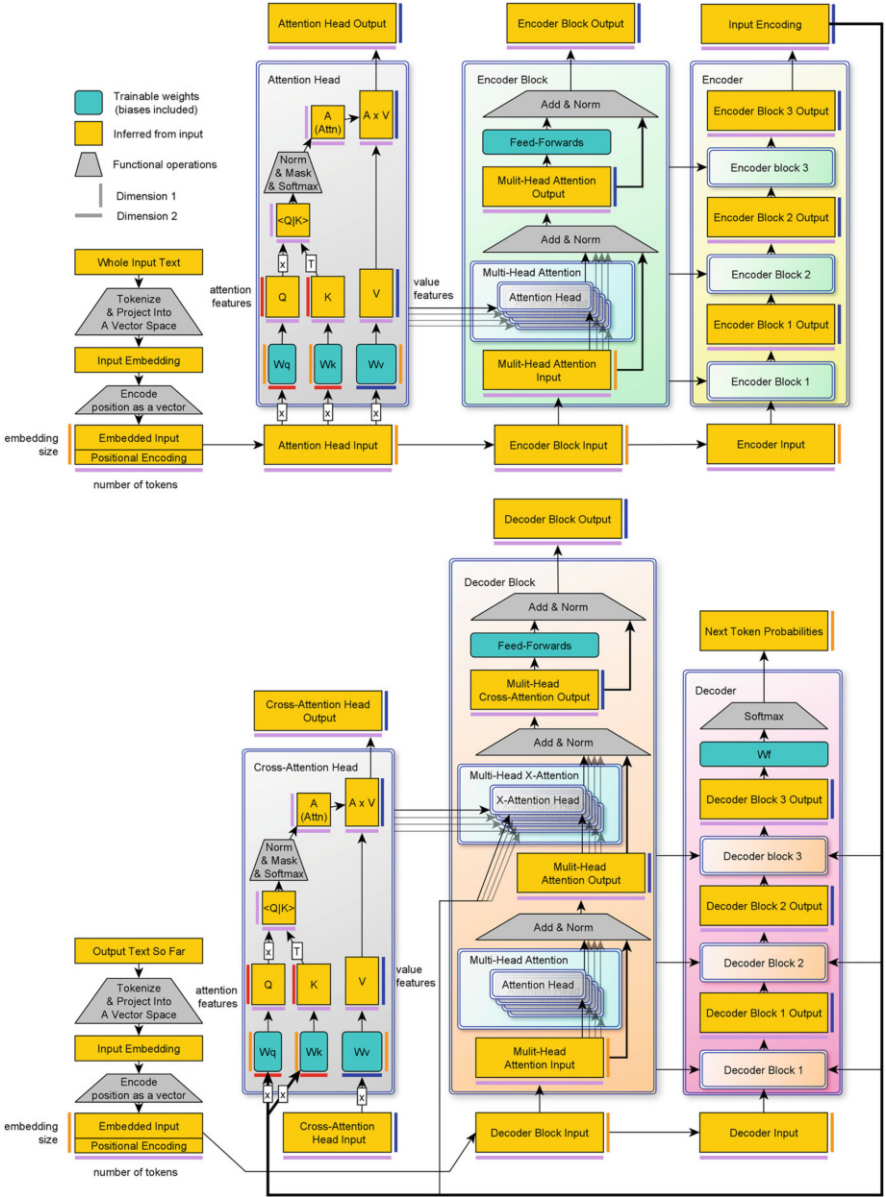 Attention Head Output
Encoder Block Output
Input Encoding
Trainable weights
(biases included)
Inferred from input
Functional operations
Dimension 1
Dimension 2
Whole Input Text
Tokenize
& Project Into
A Vector Space
Input Embedding
Encode
position as a vector
embedding
size
Embedded Input
Positional Encoding
number of tokens
Attention Head
A
(Attn)
A x V
Norm
& Mask
& Softmax
<Q|K>
x
T
attention
features
Q
K
V
value
features
Wq
Wk
Wv
x
x
x
Attention Head Input
Encoder Block
Add & Norm
Feed-Forwards
Mulit-Head Attention
Output
Add & Norm
Multi-Head Attention
Attention Head
Mulit-Head Attention
Input
Encoder Block Input
Encoder
Encoder Block 3 Output
Encoder block 3
Encoder Block 2 Output
Encoder Block 2
Encoder Block 1 Output
Encoder Block 1
Encoder Input
Output Text So Far
Tokenize
& Project Into
A Vector Space
Input Embedding
Encode
position as a vector
embedding
size
Embedded Input
Positional Encoding
number of tokens
Cross-Attention Head
Output
Cross-Attention Head
A
(Attn)
A x V
Norm
& Mask
& Softmax
<Q|K>
x
T
attention
features
Q
K
V
value
features
Wq
Wk
Wv
x
x
x
Cross-Attention
Head Input
Decoder Block Output
Decoder Block
Add & Norm
Feed-Forwards
Mulit-Head
Cross-Attention Output
Add & Norm
Multi-Head X-Attention
X-Attention Head
Mulit-Head
Attention Output
Add & Norm
Multi-Head Attention
Attention Head
Mulit-Head
Attention Input
Decoder Block Input
Next Token Probabilities
Decoder
Softmax
Wf
Decoder Block 3 Output
Decoder block 3
Decoder Block 2 Output
Decoder Block 2
Decoder Block 1 Output
Decoder Block 1
Decoder Input